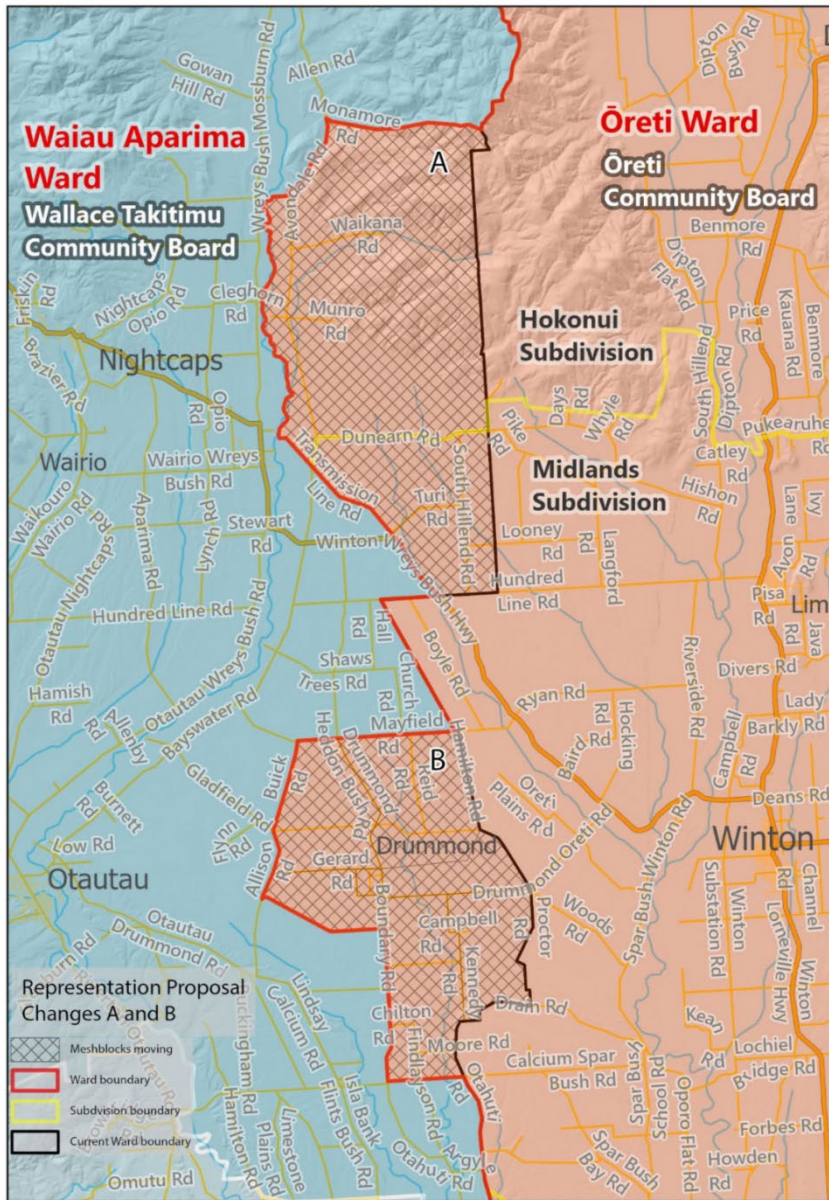 Waiau Aparima
Ward
Wallace Takitimu
Community Board
Ōreti Ward
Ōreti
Community Board
Hokonui
Subdivision
Midlands
Subdivision
A
B
Gowan
Hill Rd
Wreys Bush Mossburn Rd
Allen Rd
Monamore
Rd
Avondale Rd
Waikana
Rd
Munro
Rd
Dipton
Bush Rd
Benmore
Rd
Dipton
Flat Rd
Friskin
Rd
Nightcaps
Opio Rd
Cleghorn
Rd
Brazier Rd
Nightcaps
Opio
Rd
Price
Rd
Kauana Rd
Benmore
South Hillend
Dipton Rd
Days
Rd
Whyle
Rd
Pike
Rd
Dunearn Rd
Pukearuhe
Rd
Catley
Rd
Hishon
Rd
Wairio
Wairio Wreys
Bush Rd
Transmission
Line Rd
Turi
Rd
South Hillend Rd
Waikouro
Wairio Rd
Otautau Nightcaps
Rd
Aparima Rd
Lynch Rd
Stewart
Rd
Winton Wreys Bush Hwy
Looney
Rd
Langford
Rd
Lane
Avon
Rd
Ivy
Hundred
Line Rd
Pisa
Rd
Lim
Java
Rd
Hundred Line Rd
Otautau Wreys Bush Rd
Hall
Rd
Church
Rd
Boyle Rd
Shaws
Trees Rd
Riverside Rd
Divers Rd
Hamish
Rd
Allenby
Rd
Bayswater Rd
Mayfield
Rd
Ryan Rd
Hocking
Rd
Baird Rd
Campbell
Rd
Lady
Barkly Rd
Heddon Bush Rd
Drummond
Reid
Hamilton Rd
Buick
Rd
Gladfield Rd
Burnett
Rd
Flynn
Rd
Oreti
Plains Rd
Deans Rd
Low Rd
Gerard
Rd
Drummond
Winton
Otautau
Allison
Rd
Drummond Oreti Rd
Spar Bush Winton Rd
Boundary Rd
Campbell
Rd
Kennedy
Rd
Proctor
Rd
Woods
Rd
Substation Rd
Winton
Rd
Lorneville Hwy
Channel
Rd
Winton
Otautau
Drummond Rd
Lindsay
Calcium Rd
Drain Rd
Kean
Rd
Lochiel
Bridge Rd
Chilton
Rd
Findlayson Rd
Moore Rd
Calcium Spar
Bush Rd
Spar Bush
School Rd
Oporo Flat Rd
Otahuti
Isla Bank
Flints Bush Rd
Hamilton Rd
Limestone
Plains Rd
Otahuti
Argyle
Rd
Spar Bush
Bay Rd
Forbes Rd
Howden
Rd
Omutu Rd
Representation Proposal
Changes A and B
Meshblocks moving
Ward boundary
Subdivision boundary
Current Ward boundary